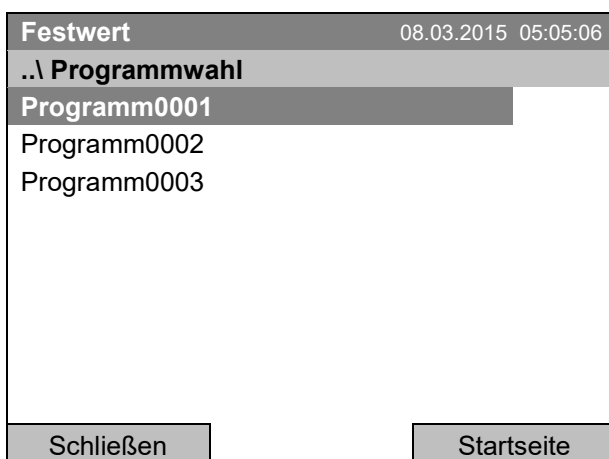 Festwert 08.03.2015 05:05:06
..\ Programmwahl
Programm0001
Programm0002
Programm0003
Schließen Startseite